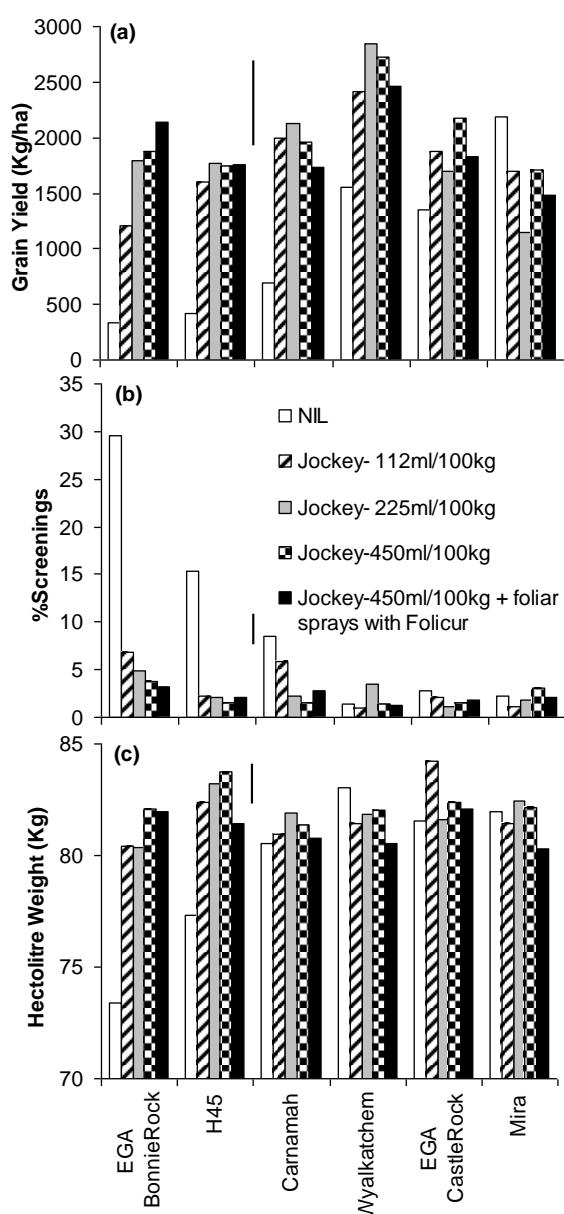 (a)
3000
2500
2000
1500
1000
500
0
Grain Yield (Kg/ha)
(b)
35
30
25
20
15
10
5
0
%Screenings
NIL
Jockey- 112ml/100kg
Jockey- 225ml/100kg
Jockey-450ml/100kg
Jockey-450ml/100kg + foliar
sprays with Folicur
(c)
85
80
75
70
Hectolitre Weight (Kg)
EGA
BonnieRock
H45
Carnamah
Wyalkatchem
EGA
CastleRock
Mira